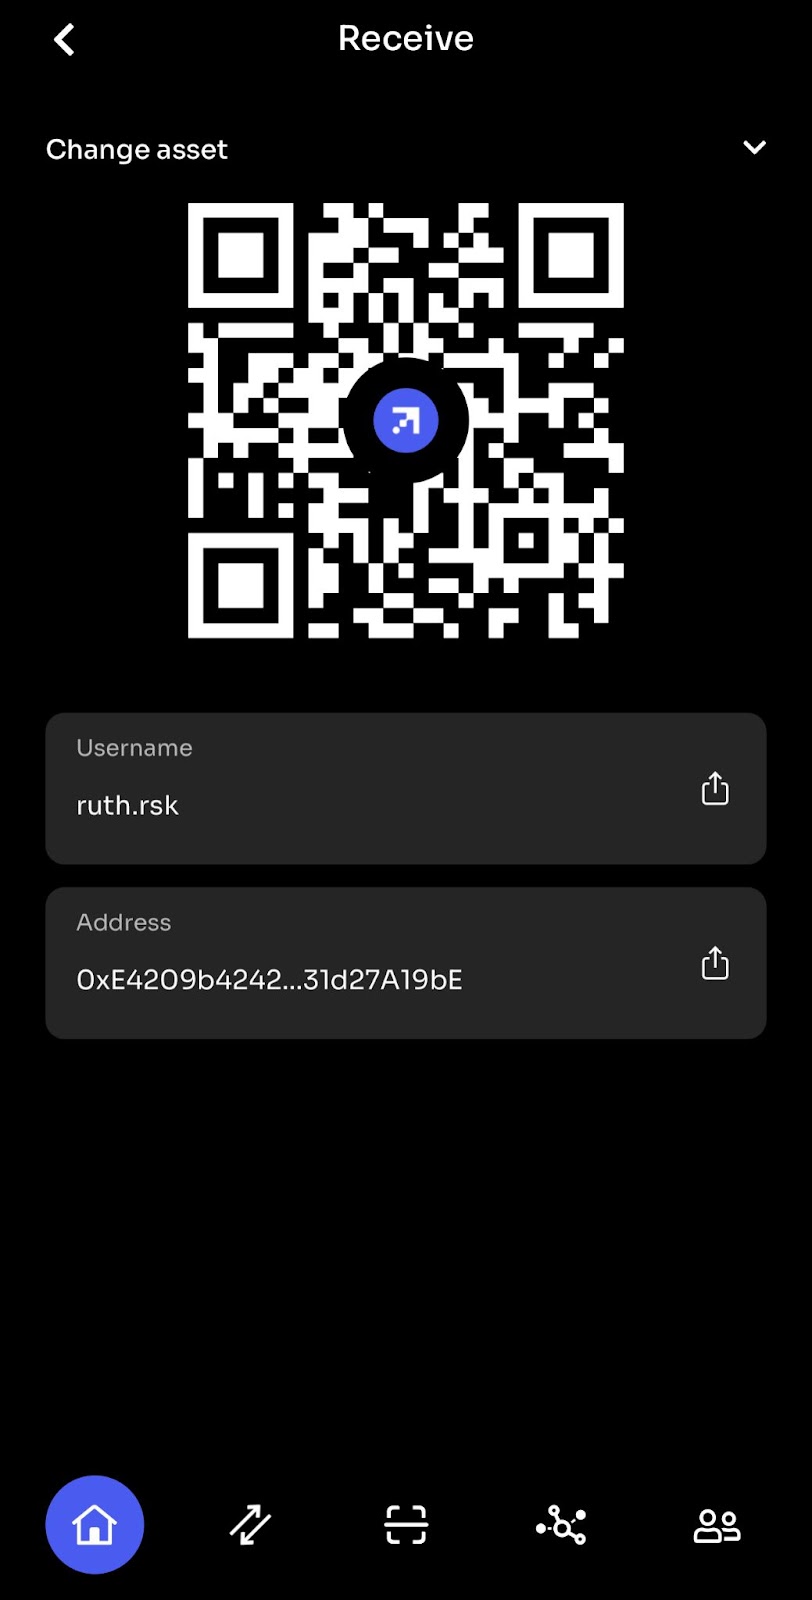 Receive
Change asset
Username
ruth.rsk
Address
0xE4209b4242...31d27A19bE